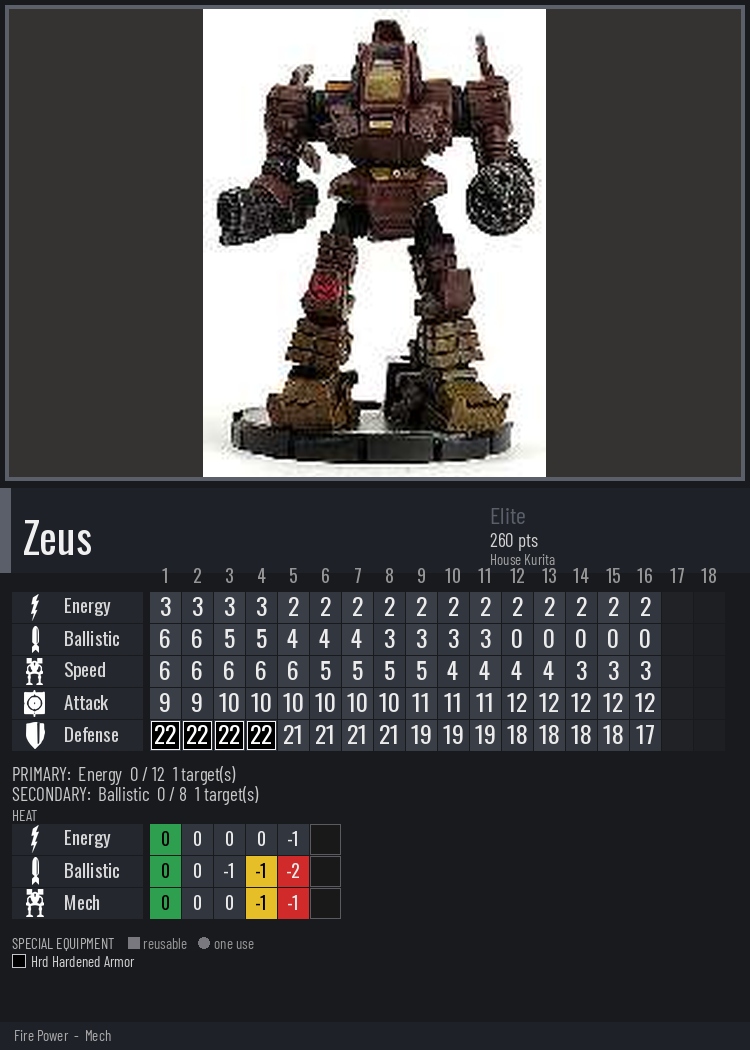 Zeus
Elite
260 pts
House Kurita
1 2 3 4 5 6 7 8 9 10 11 12 13 14 15 16 17 18
Energy 3 3 3 3 2 2 2 2 2 2 2 2 2 2 2 2
Ballistic 6 6 5 5 4 4 4 3 3 3 3 0 0 0 0 0
Speed 6 6 6 6 6 5 5 5 5 4 4 4 4 3 3 3
Attack 9 9 10 10 10 10 10 10 11 11 11 12 12 12 12 12
Defense 22 22 22 22 21 21 21 21 19 19 19 18 18 18 18 17
PRIMARY: Energy 0 / 12 1 target(s)
SECONDARY: Ballistic 0 / 8 1 target(s)
HEAT
Energy 0 0 0 0 -1
Ballistic 0 0 -1 -1 -2
Mech 0 0 0 -1 -1
SPECIAL EQUIPMENT reusable one use
Hrd Hardened Armor
Fire Power - Mech